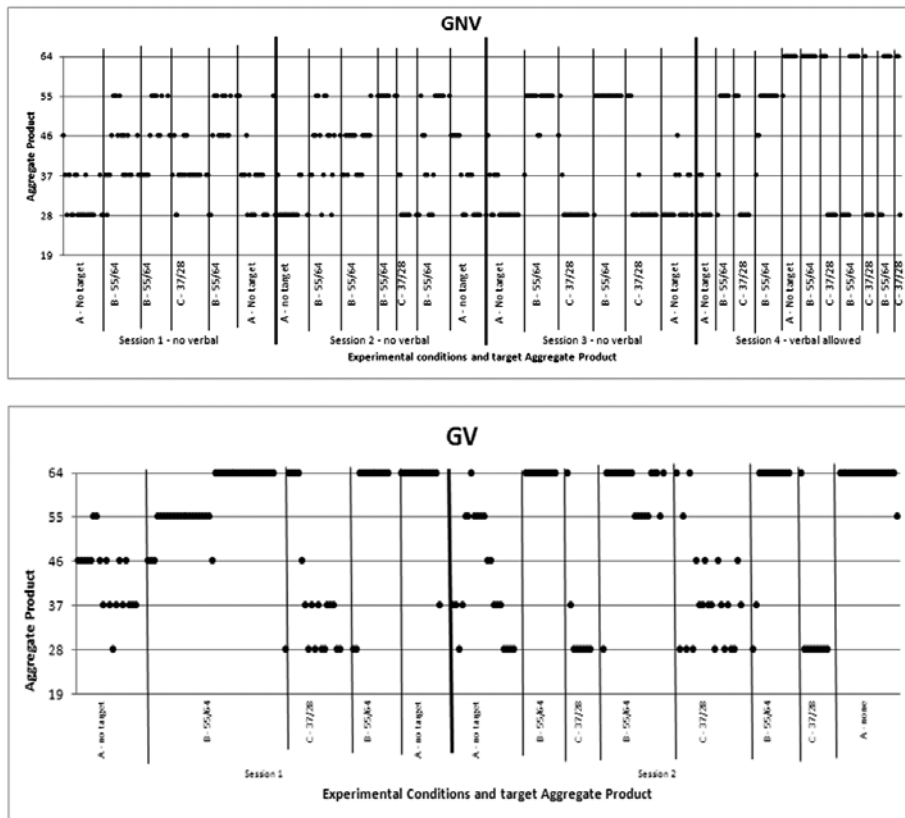 GNV
Aggregate Product
64
55
46
37
28
19
A - No target
B - 55/64
B - 55/64
C - 37/28
B - 55/64
A - No target
A - no target
B - 55/64
B - 55/64
C - 37/28
B - 55/64
A - no target
A - No target
B - 55/64
C - 37/28
B - 55/64
C - 37/28
A - No target
A - No target
B - 55/64
C - 37/28
B - 55/64
A - No target
B - 55/64
C - 37/28
B - 55/64
C - 37/28
B - 55/64
C - 37/28
Session 1 - no verbal
Session 2 - no verbal
Session 3 - no verbal
Session 4 - verbal allowed
Experimental conditions and target Aggregate Product
GV
Aggregate Product
64
55
46
37
28
19
A - no target
B - 55/64
C - 37/28
B - 55/64
A - no target
A - no target
B - 55/64
C - 37/28
B - 55/64
C - 37/28
B - 55/64
C - 37/28
A - none
Session 1
Session 2
Experimental Conditions and target Aggregate Product